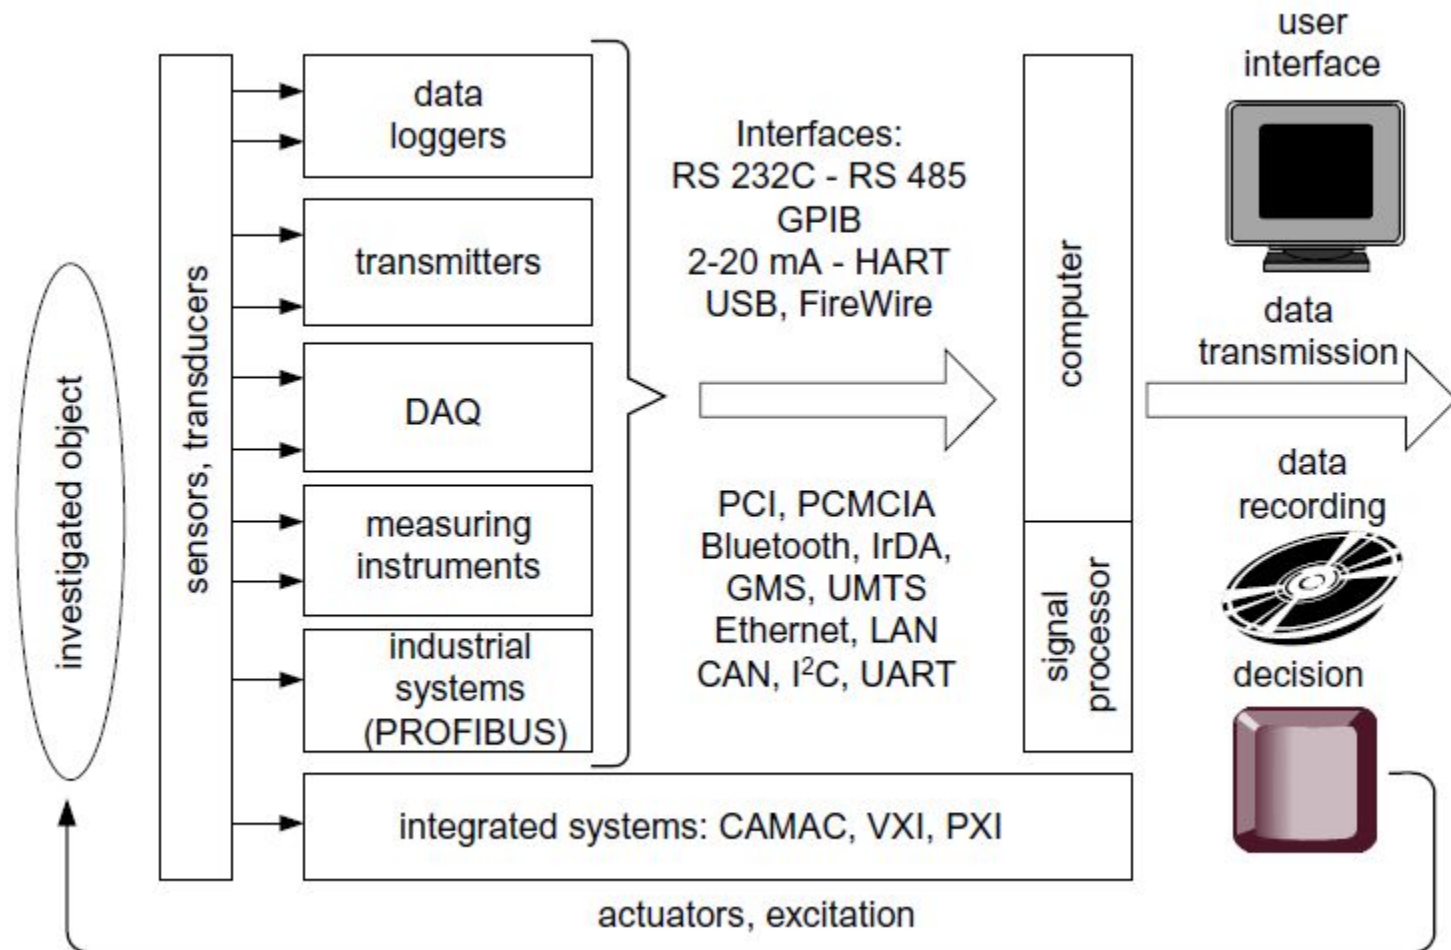 investigated object
sensors, transducers
data
loggers
transmitters
DAQ
measuring
instruments
industrial
systems
(PROFIBUS)
integrated systems: CAMAC, VXI, PXI
Interfaces:
RS 232C - RS 485
GPIB
2-20 mA - HART
USB, FireWire
PCI, PCMCIA
Bluetooth, IrDA,
GMS, UMTS
Ethernet, LAN
CAN, I²C, UART
computer
signal
processor
user
interface
data
transmission
data
recording
decision
actuators, excitation